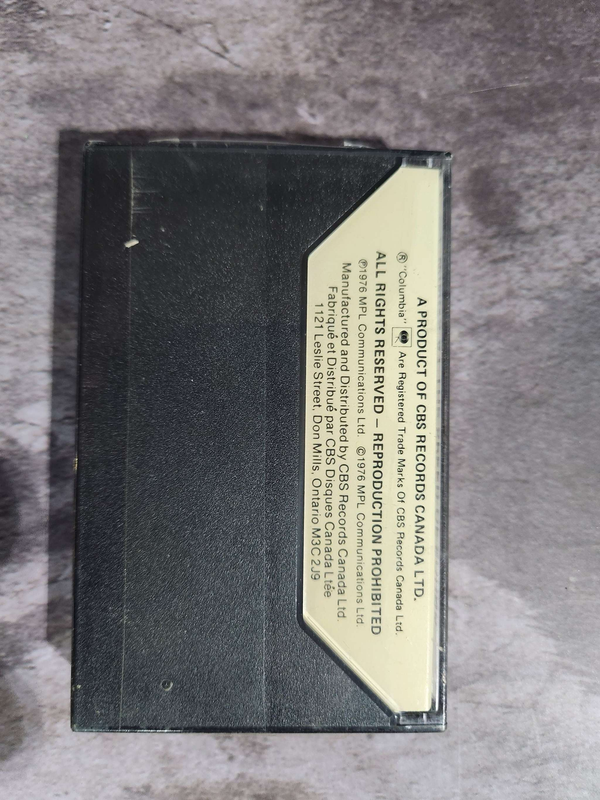 A PRODUCT OF CBS RECORDS CANADA LTD.
® "Columbia" Are Registered Trade Marks Of CBS Records Canada Ltd.
ALL RIGHTS RESERVED – REPRODUCTION PROHIBITED
℗1976 MPL Communications Ltd. ©1976 MPL Communications Ltd.
Manufactured and Distributed by CBS Records Canada Ltd.
Fabriqué et Distribué par CBS Disques Canada Ltée
1121 Leslie Street, Don Mills, Ontario M3C 2J9